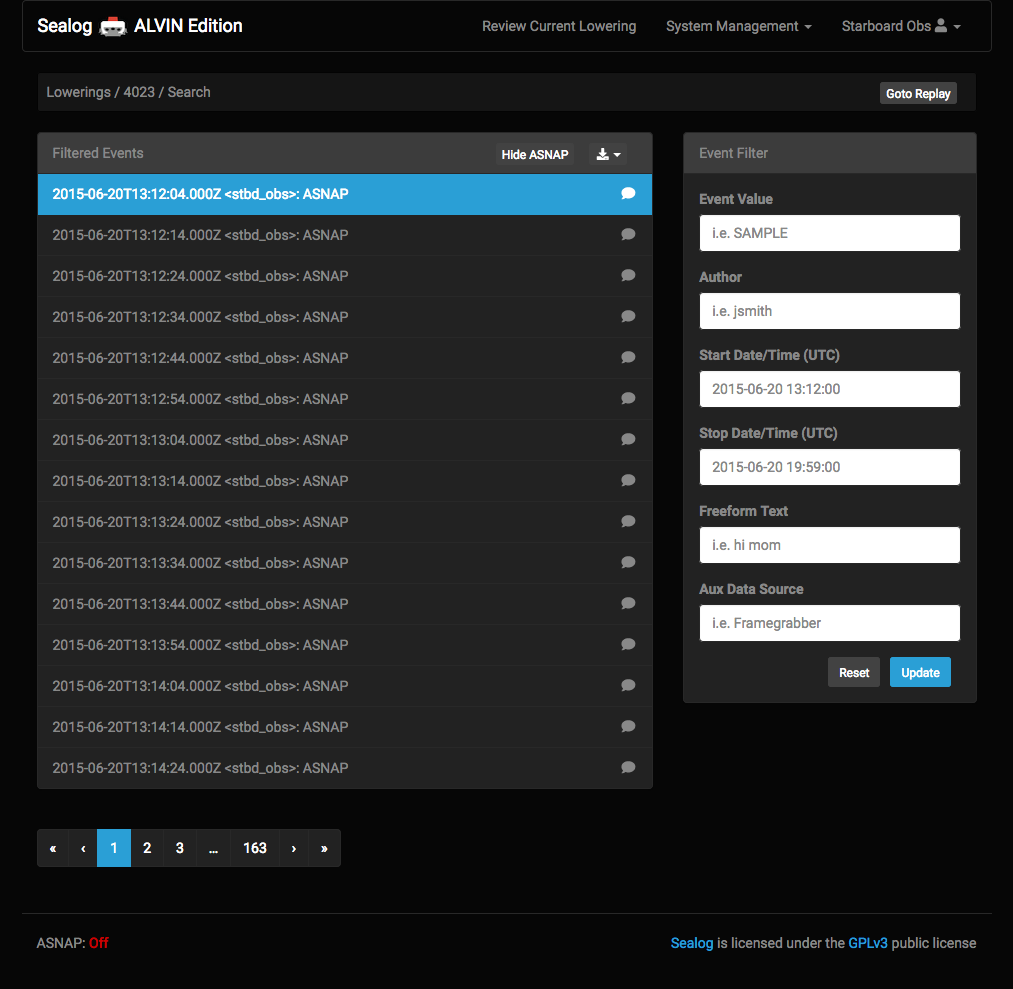 Sealog ALVIN Edition Review Current Lowering System Management Starboard Obs
Lowerings / 4023 / Search Goto Replay
Filtered Events Hide ASNAP
2015-06-20T13:12:04.000Z <stbd_obs>: ASNAP
2015-06-20T13:12:14.000Z <stbd_obs>: ASNAP
2015-06-20T13:12:24.000Z <stbd_obs>: ASNAP
2015-06-20T13:12:34.000Z <stbd_obs>: ASNAP
2015-06-20T13:12:44.000Z <stbd_obs>: ASNAP
2015-06-20T13:12:54.000Z <stbd_obs>: ASNAP
2015-06-20T13:13:04.000Z <stbd_obs>: ASNAP
2015-06-20T13:13:14.000Z <stbd_obs>: ASNAP
2015-06-20T13:13:24.000Z <stbd_obs>: ASNAP
2015-06-20T13:13:34.000Z <stbd_obs>: ASNAP
2015-06-20T13:13:44.000Z <stbd_obs>: ASNAP
2015-06-20T13:13:54.000Z <stbd_obs>: ASNAP
2015-06-20T13:14:04.000Z <stbd_obs>: ASNAP
2015-06-20T13:14:14.000Z <stbd_obs>: ASNAP
2015-06-20T13:14:24.000Z <stbd_obs>: ASNAP
« ‹ 1 2 3 ... 163 › »
Event Filter
Event Value
i.e. SAMPLE
Author
i.e. jsmith
Start Date/Time (UTC)
2015-06-20 13:12:00
Stop Date/Time (UTC)
2015-06-20 19:59:00
Freeform Text
i.e. hi mom
Aux Data Source
i.e. Framegrabber
Reset Update
ASNAP: Off Sealog is licensed under the GPLv3 public license